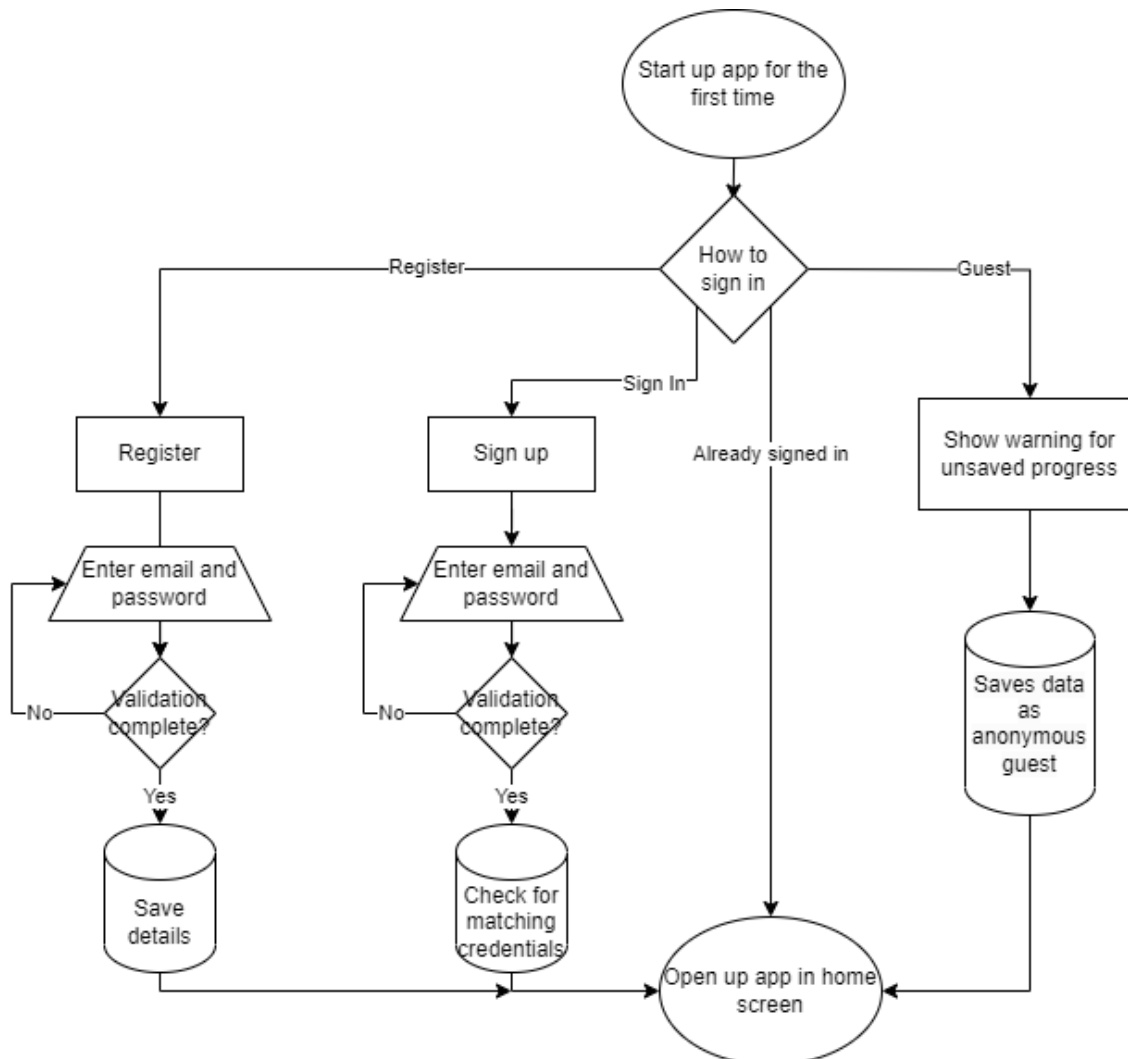 Start up app for the
first time
How to
sign in
Register
Guest
Sign In
Register
Sign up
Already signed in
Show warning for
unsaved progress
Enter email and
password
Enter email and
password
Validation
complete?
No
Validation
complete?
No
Saves data
as
anonymous
guest
Yes
Yes
Save
details
Check for
matching
credentials
Open up app in home
screen